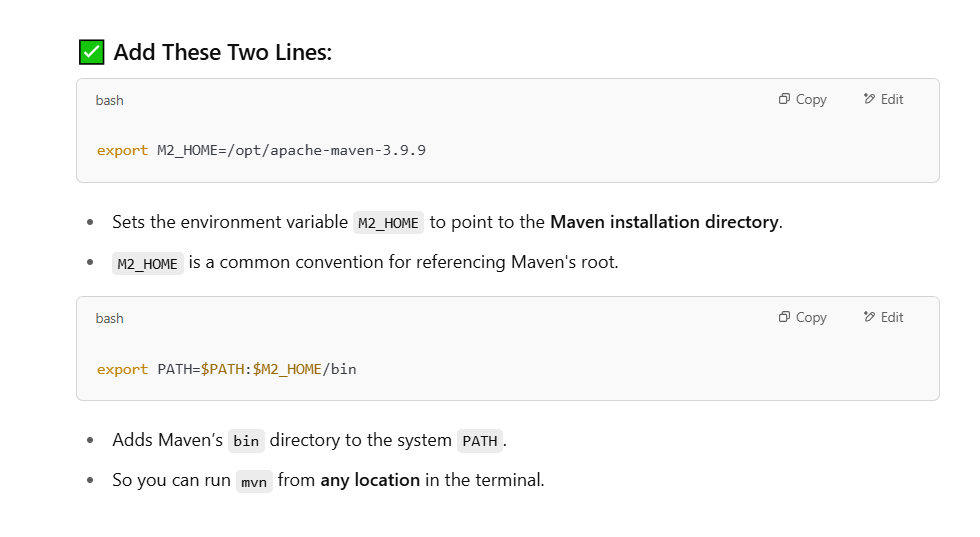 ✅ Add These Two Lines:
bash
Copy
Edit
export M2_HOME=/opt/apache-maven-3.9.9
• Sets the environment variable M2_HOME to point to the Maven installation directory.
• M2_HOME is a common convention for referencing Maven's root.
bash
Copy
Edit
export PATH=$PATH:$M2_HOME/bin
• Adds Maven’s bin directory to the system PATH.
• So you can run mvn from any location in the terminal.